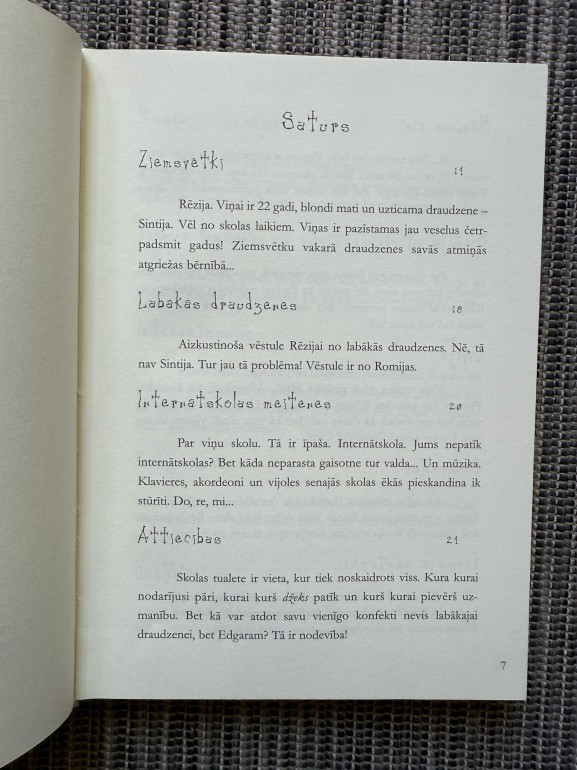 Saturs
Ziemsvētki 11
Rēzija. Viņai ir 22 gadi, blondi mati un uzticama draudzene –
Sintija. Vēl no skolas laikiem. Viņas ir pazīstamas jau veselus četr-
padsmit gadus! Ziemsvētku vakarā draudzenes savās atmiņās
atgriežas bērnībā...
Labākās draudzenes 18
Aizkustinoša vēstule Rēzijai no labākās draudzenes. Nē, tā
nav Sintija. Tur jau tā problēma! Vēstule ir no Romijas.
Internātskolas meitenes 20
Par viņu skolu. Tā ir īpaša. Internātskola. Jums nepatīk
internātskolas? Bet kāda neparasta gaisotne tur valda... Un mūzika.
Klavieres, akordeoni un vijoles senajās skolas ēkās pieskandina ik
stūrīti. Do, re, mi...
Attiecības 21
Skolas tualete ir vieta, kur tiek noskaidrots viss. Kura kurai
nodarījusi pāri, kurai kurš džeks patīk un kurš kurai pievērš uz-
manību. Bet kā var atdot savu vienīgo konfekti nevis labākajai
draudzenei, bet Edgaram? Tā ir nodevība!
7